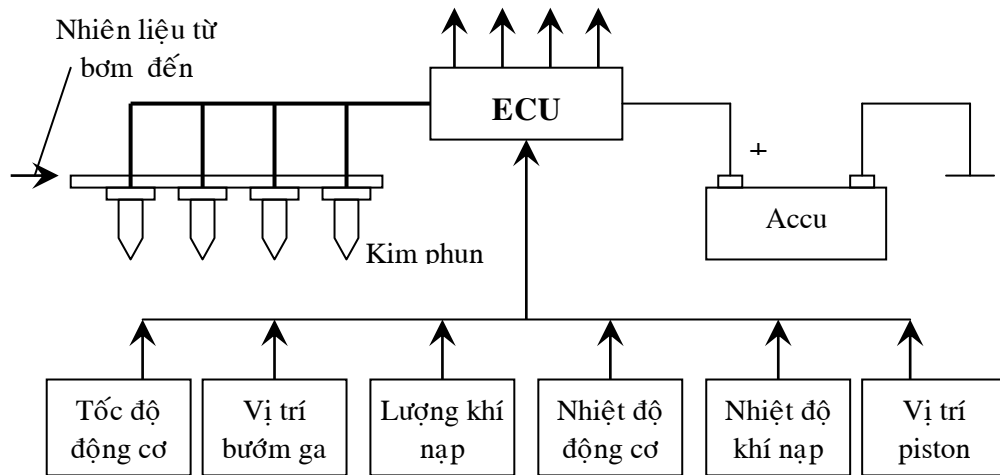 Nhiên liệu từ
bơm đến
ECU
+
Accu
Kim phun
Tốc độ
động cơ
Vị trí
bướm ga
Lượng khí
nạp
Nhiệt độ
động cơ
Nhiệt độ
khí nạp
Vị trí
piston